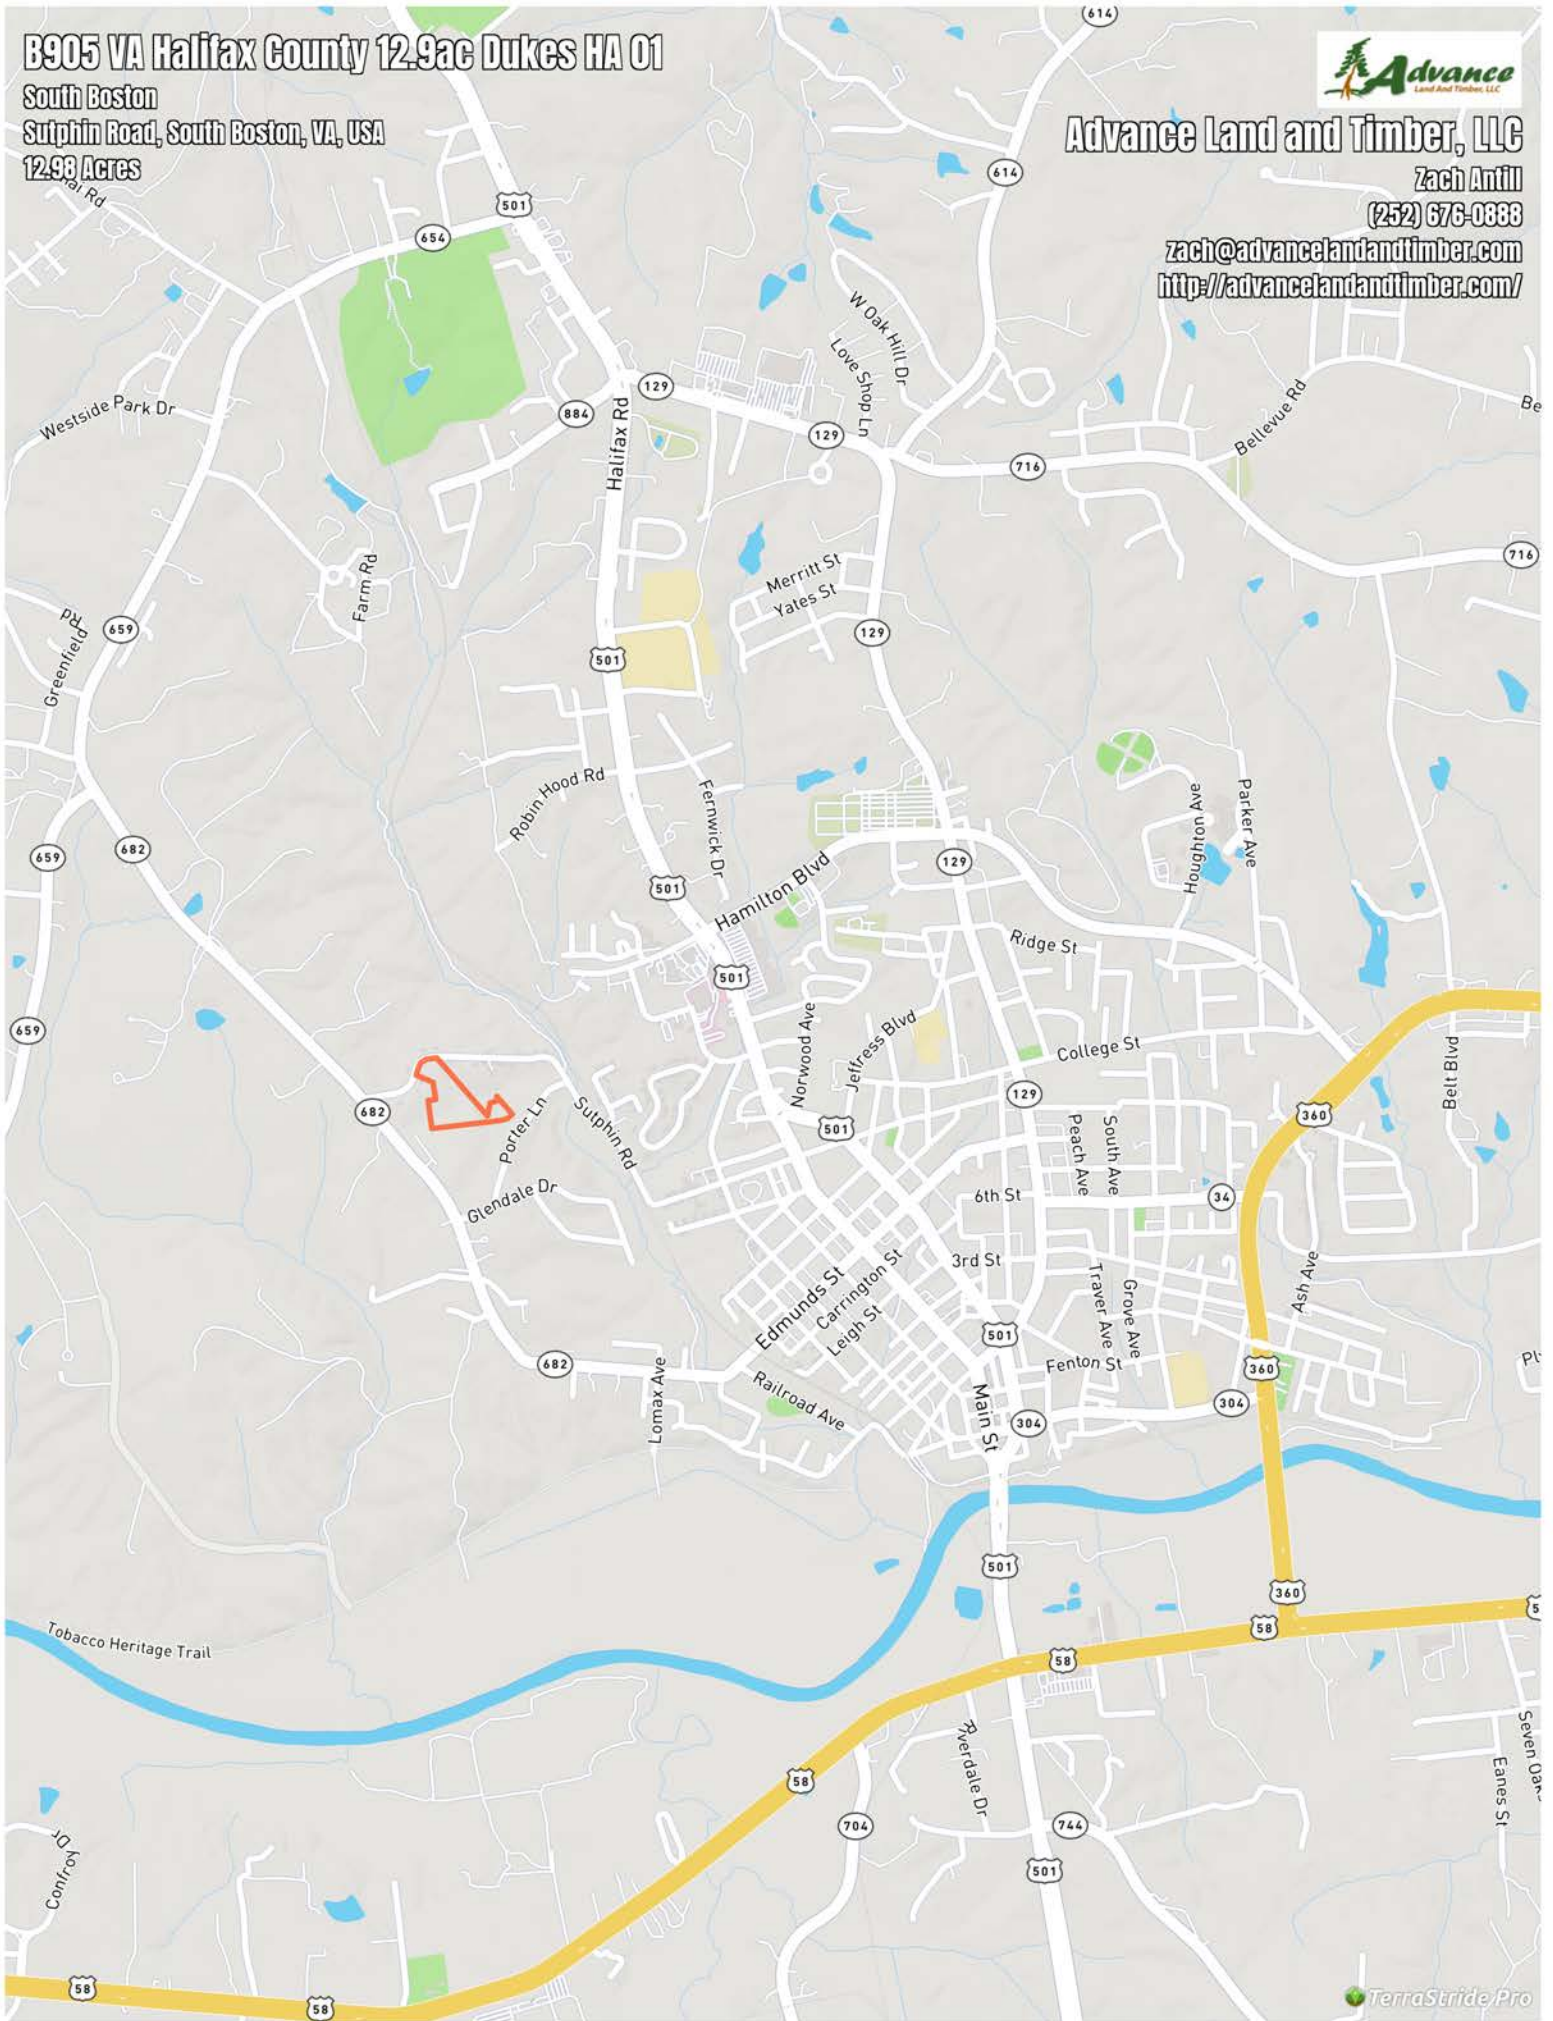 B905 VA Halifax County 12.9ac Dukes HA 01
South Boston
Sutphin Road, South Boston, VA, USA
12.98 Acres
Advance
Land And Timber, LLC
Advance Land and Timber, LLC
Zach Antill
(252) 676-0888
zach@advancelandandtimber.com
http://advancelandandtimber.com/
614
614
501
654
W Oak Hill Dr
Love Shop Ln
129
884
Halifax Rd
129
716
Bellevue Rd
Be
Westside Park Dr
716
Farm Rd
Merritt St
Yates St
659
Greenfield Rd
501
129
Robin Hood Rd
Fernwick Dr
Houghton Ave
Parker Ave
659
682
129
501
Hamilton Blvd
Ridge St
501
659
Norwood Ave
Jeffress Blvd
College St
Belt Blvd
682
129
360
Porter Ln
Sutphin Rd
501
Peach Ave
South Ave
Glendale Dr
6th St
34
3rd St
Edmunds St
Carrington St
Leigh St
Traver Ave
Grove Ave
Ash Ave
501
682
Lomax Ave
Railroad Ave
Fenton St
360
Pl
Main St
304
304
501
360
58
5
Tobacco Heritage Trail
58
Riverdale Dr
58
704
744
501
Seven Oak
Eanes St
Confroy Dr
58
58
TerraStride Pro